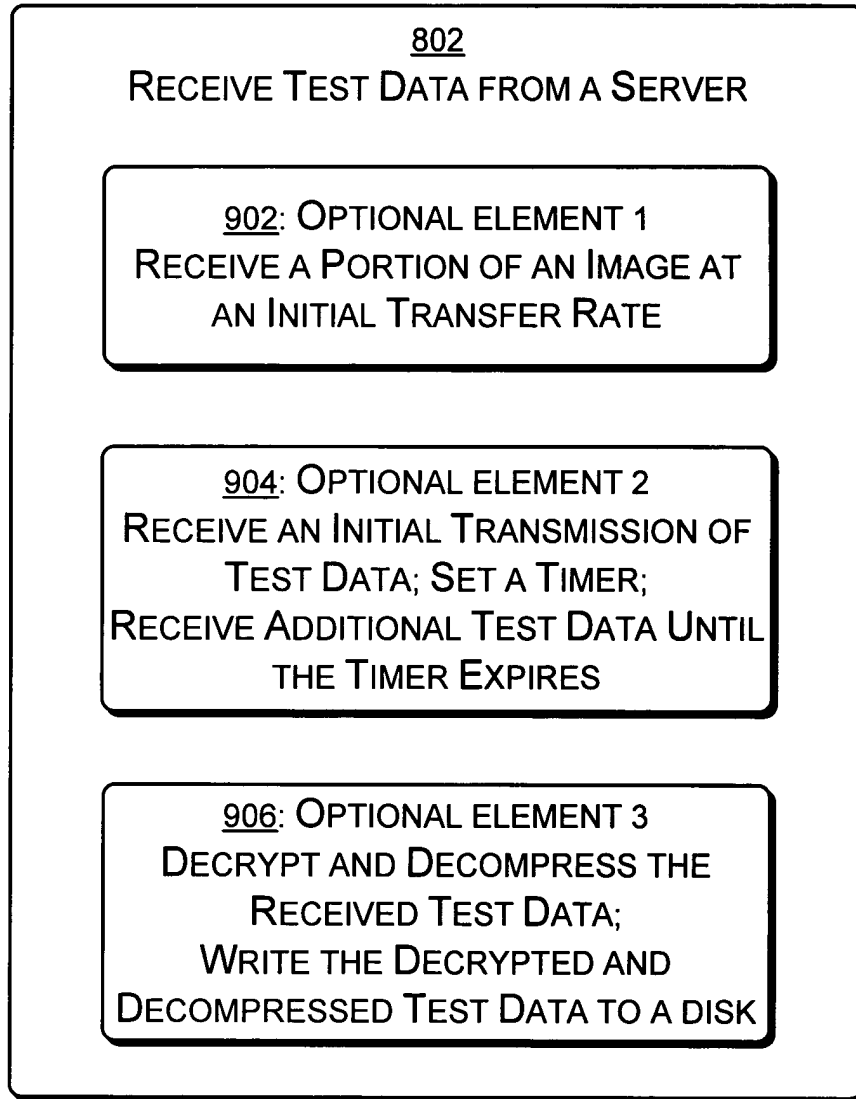 802
RECEIVE TEST DATA FROM A SERVER
902: OPTIONAL ELEMENT 1
RECEIVE A PORTION OF AN IMAGE AT
AN INITIAL TRANSFER RATE
904: OPTIONAL ELEMENT 2
RECEIVE AN INITIAL TRANSMISSION OF
TEST DATA; SET A TIMER;
RECEIVE ADDITIONAL TEST DATA UNTIL
THE TIMER EXPIRES
906: OPTIONAL ELEMENT 3
DECRYPT AND DECOMPRESS THE
RECEIVED TEST DATA;
WRITE THE DECRYPTED AND
DECOMPRESSED TEST DATA TO A DISK